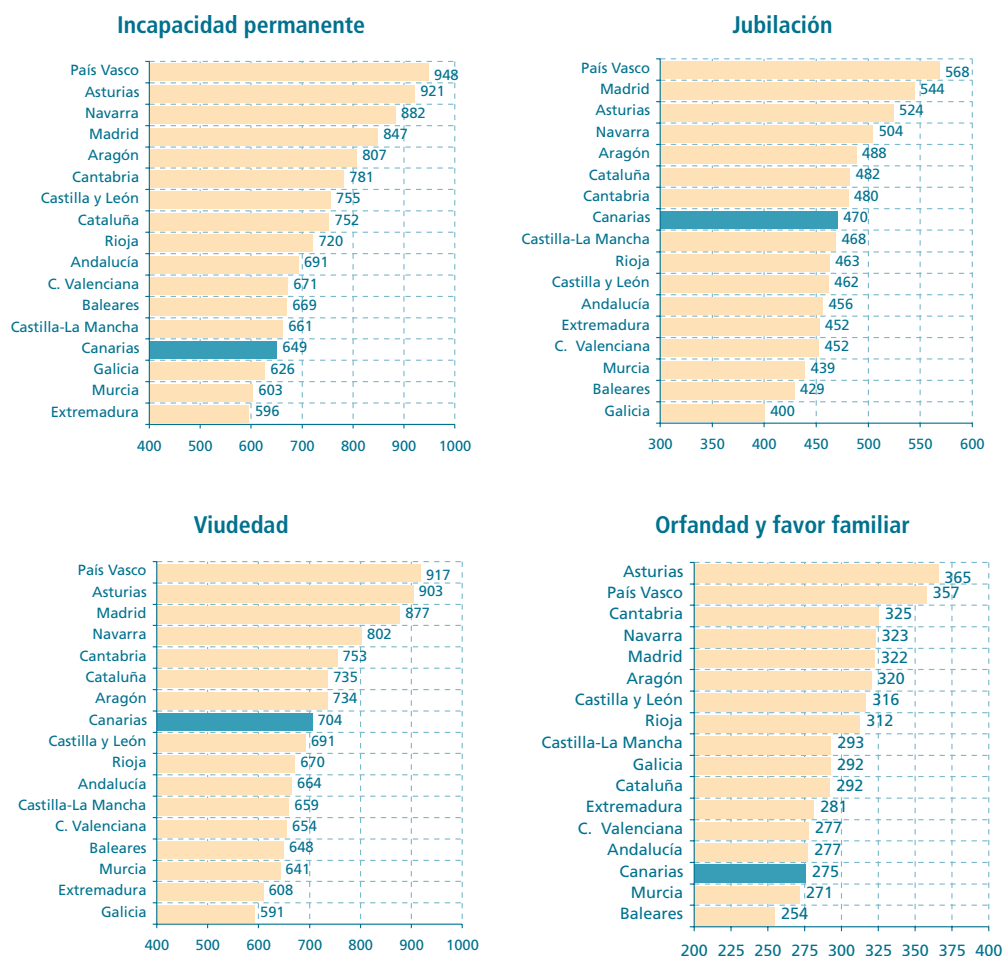 Incapacidad permanente
País Vasco 948
Asturias 921
Navarra 882
Madrid 847
Aragón 807
Cantabria 781
Castilla y León 755
Cataluña 752
Rioja 720
Andalucía 691
C. Valenciana 671
Baleares 669
Castilla-La Mancha 661
Canarias 649
Galicia 626
Murcia 603
Extremadura 596
400 500 600 700 800 900 1000
Jubilación
País Vasco 568
Madrid 544
Asturias 524
Navarra 504
Aragón 488
Cataluña 482
Cantabria 480
Canarias 470
Castilla-La Mancha 468
Rioja 463
Castilla y León 462
Andalucía 456
Extremadura 452
C. Valenciana 452
Murcia 439
Baleares 429
Galicia 400
300 350 400 450 500 550 600
Viudedad
País Vasco 917
Asturias 903
Madrid 877
Navarra 802
Cantabria 753
Cataluña 735
Aragón 734
Canarias 704
Castilla y León 691
Rioja 670
Andalucía 664
Castilla-La Mancha 659
C. Valenciana 654
Baleares 648
Murcia 641
Extremadura 608
Galicia 591
400 500 600 700 800 900 1000
Orfandad y favor familiar
Asturias 365
País Vasco 357
Cantabria 325
Navarra 323
Madrid 322
Aragón 320
Castilla y León 316
Rioja 312
Castilla-La Mancha 293
Galicia 292
Cataluña 292
Extremadura 281
C. Valenciana 277
Andalucía 277
Canarias 275
Murcia 271
Baleares 254
200 225 250 275 300 325 350 375 400